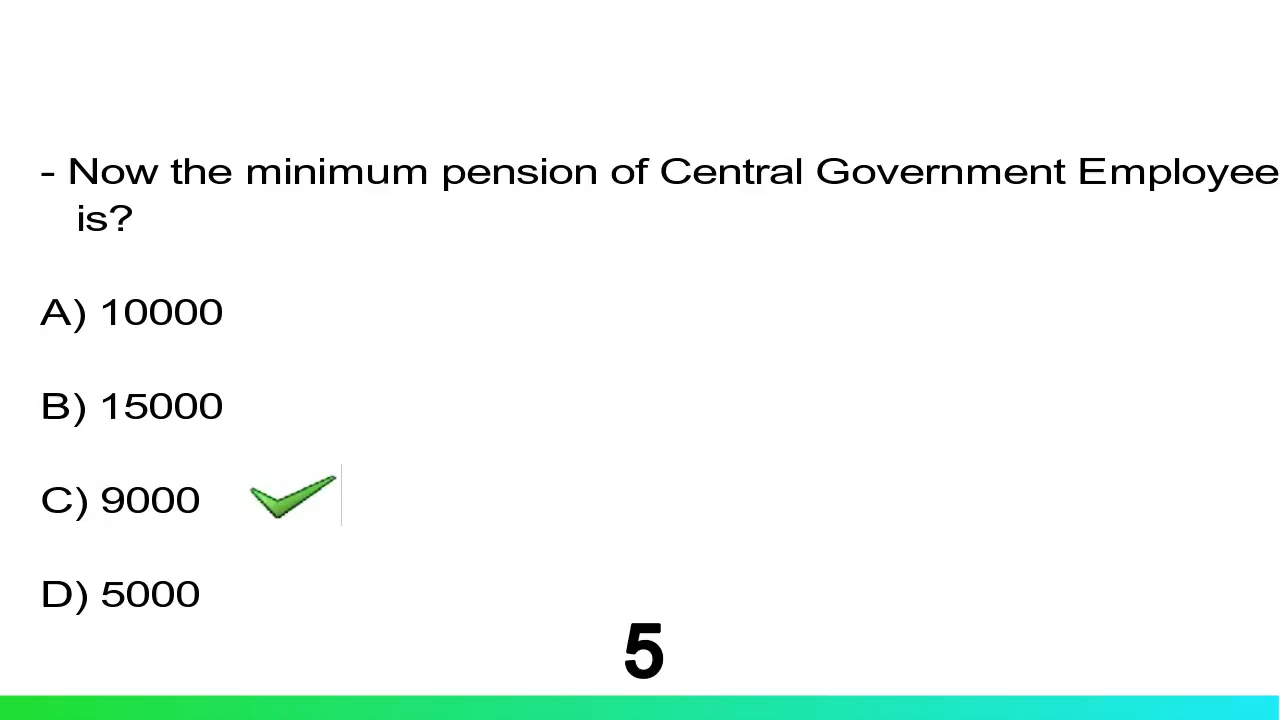 - Now the minimum pension of Central Government Employee
is?
A) 10000
B) 15000
C) 9000
D) 5000
5